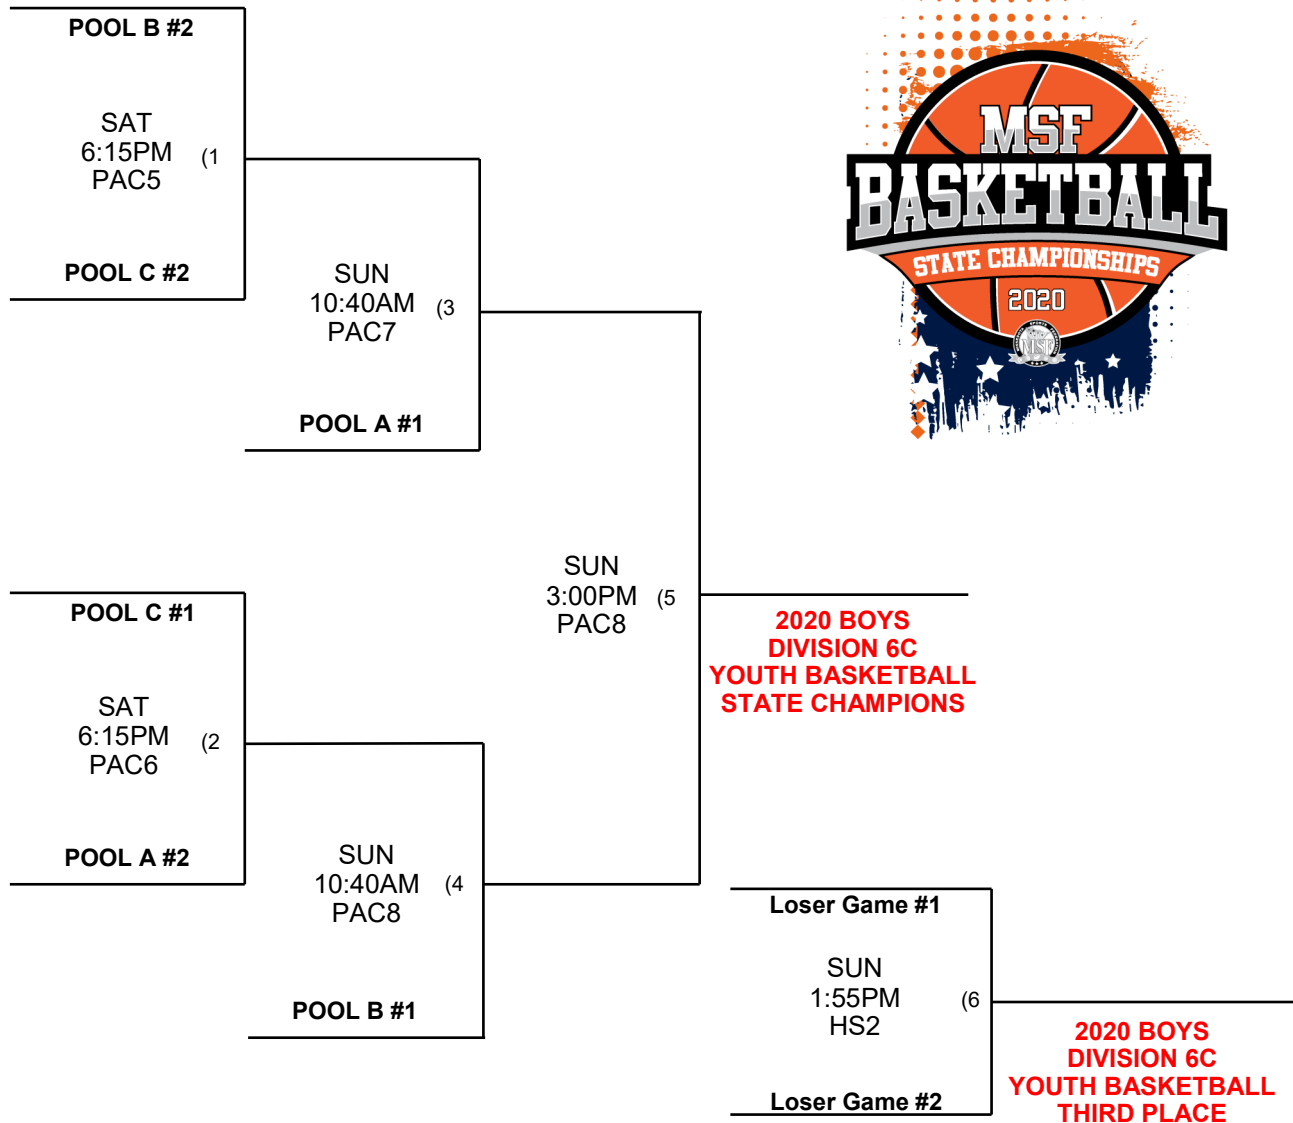 POOL B #2
SAT
6:15PM (1
PAC5
POOL C #2
SUN
10:40AM (3
PAC7
POOL A #1
MSF
BASKETBALL
STATE CHAMPIONSHIPS
2020
MSF
SUN
3:00PM (5
PAC8
2020 BOYS
DIVISION 6C
YOUTH BASKETBALL
STATE CHAMPIONS
POOL C #1
SAT
6:15PM (2
PAC6
POOL A #2
SUN
10:40AM (4
PAC8
POOL B #1
Loser Game #1
SUN
1:55PM (6
HS2
Loser Game #2
2020 BOYS
DIVISION 6C
YOUTH BASKETBALL
THIRD PLACE